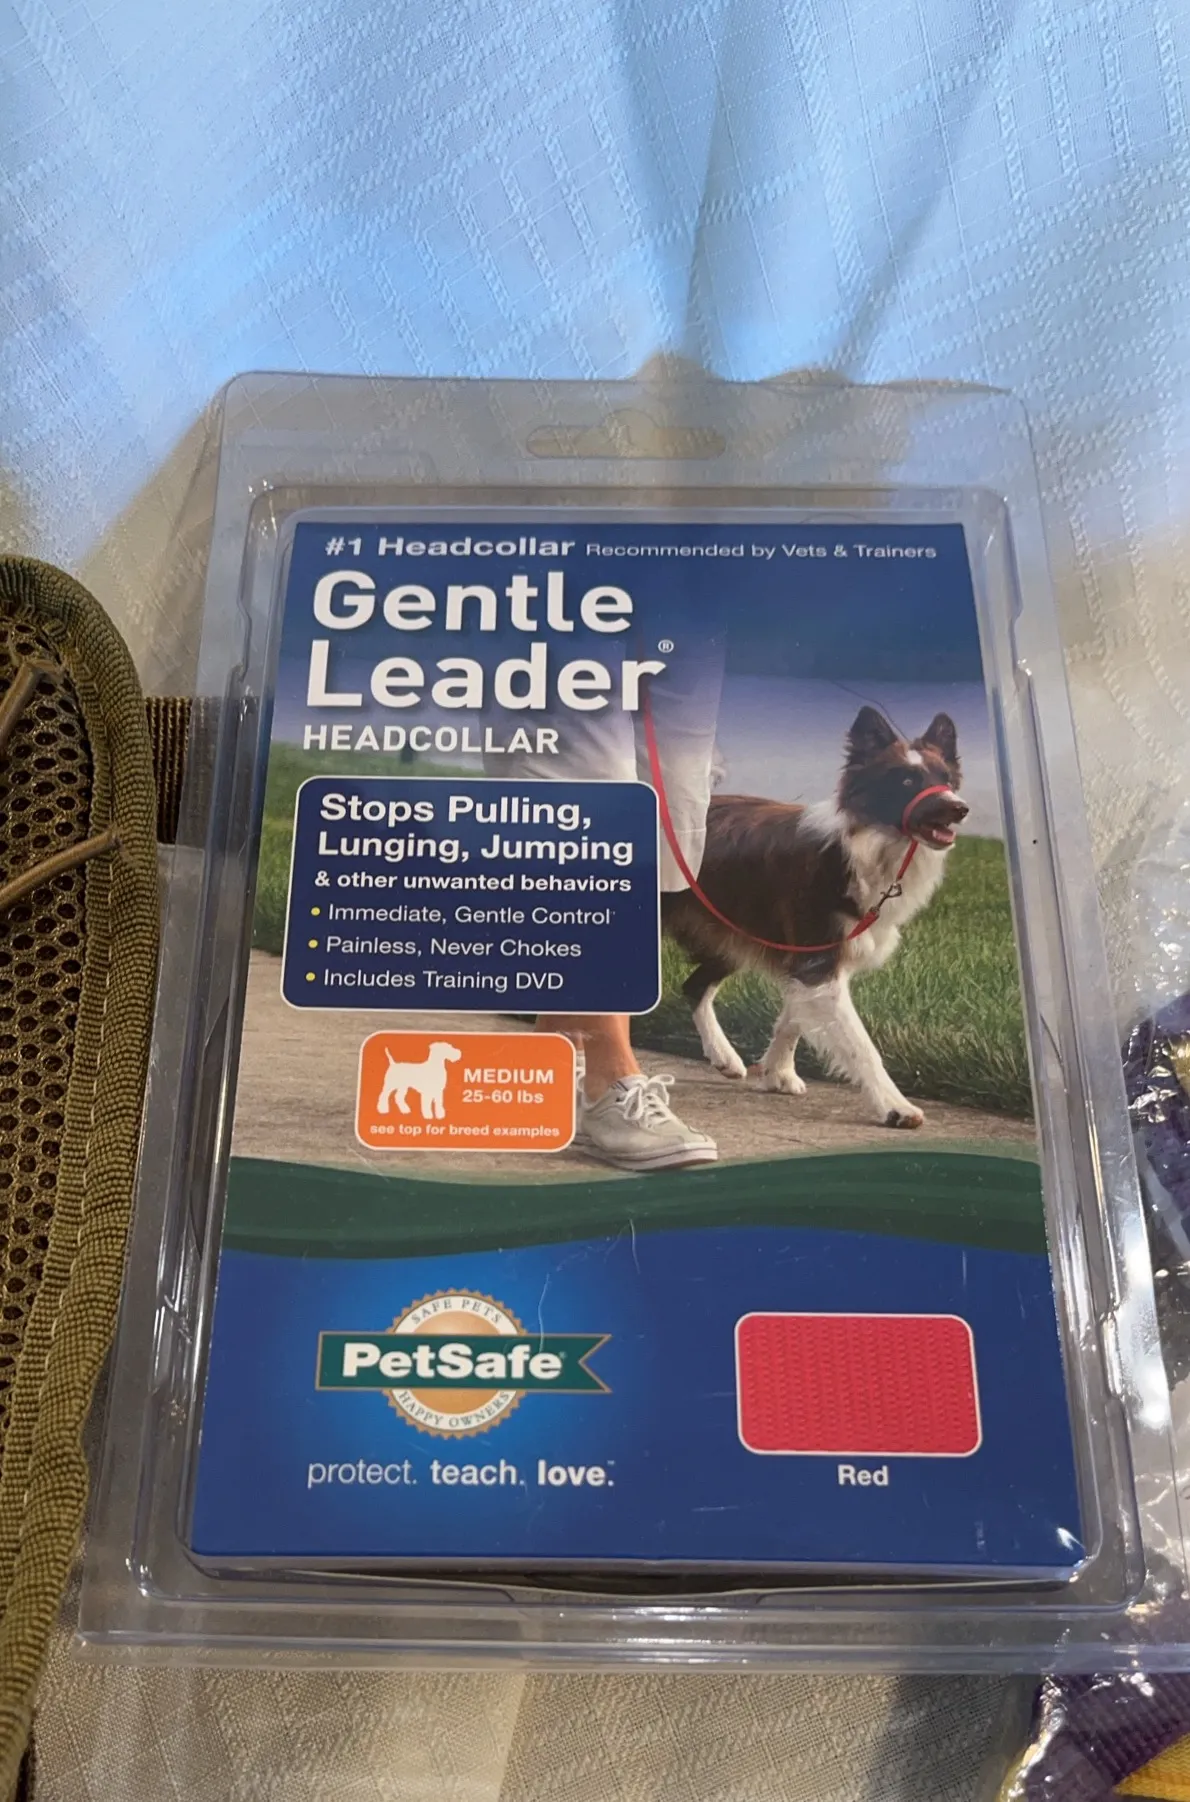 #1 Headcollar Recommended by Vets & Trainers
Gentle
Leader®
HEADCOLLAR
Stops Pulling,
Lunging, Jumping
& other unwanted behaviors
• Immediate, Gentle Control
• Painless, Never Chokes
• Includes Training DVD
MEDIUM
25-60 lbs
see top for breed examples
SAFE PETS
PetSafe®
HAPPY OWNERS
protect. teach. love.™
Red